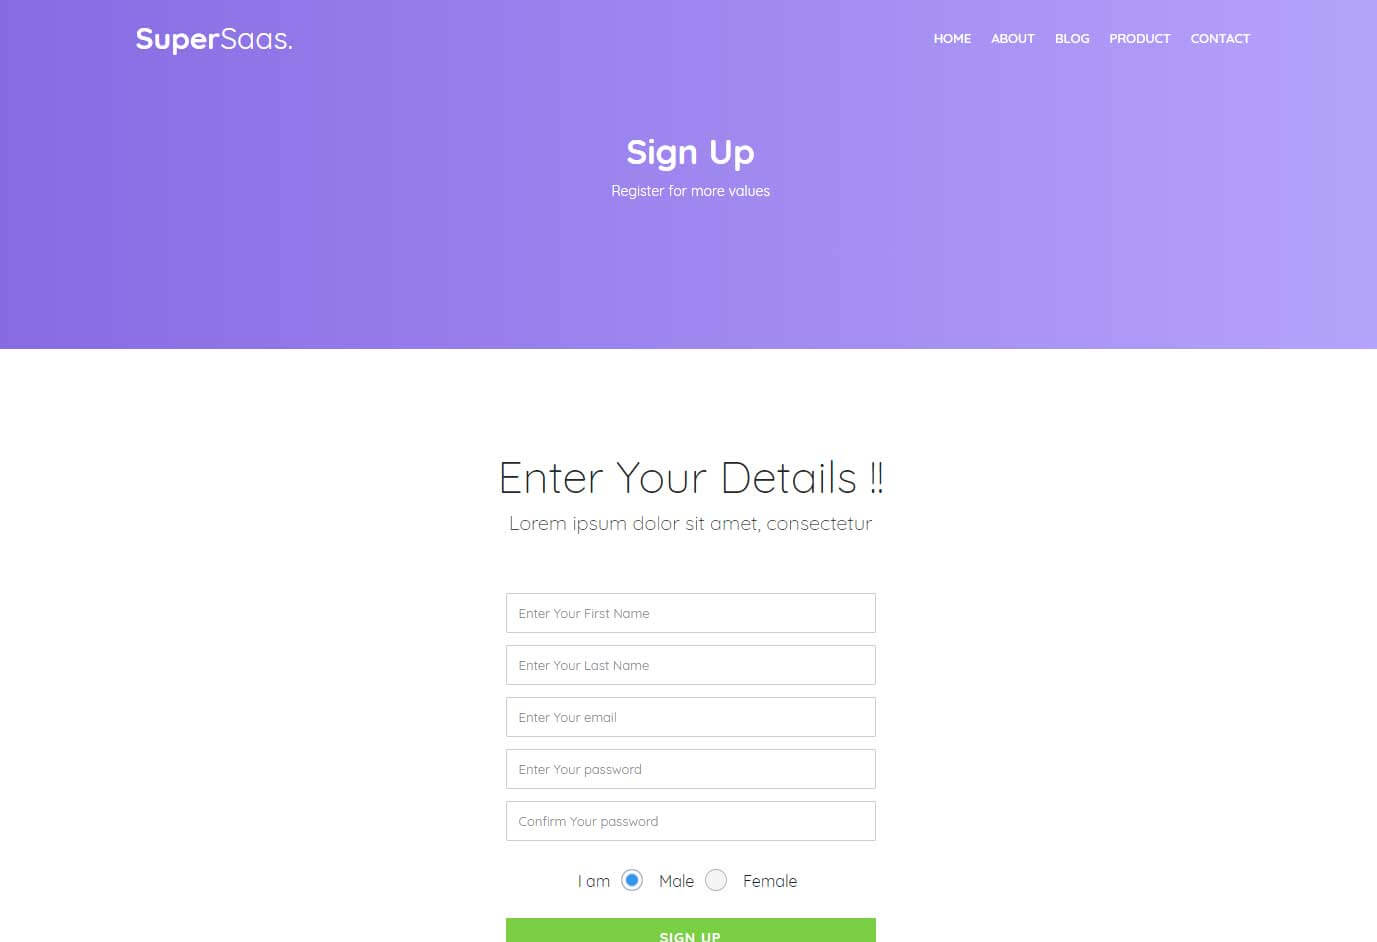 SuperSaas.
HOME ABOUT BLOG PRODUCT CONTACT
Sign Up
Register for more values
Enter Your Details !!
Lorem ipsum dolor sit amet, consectetur
Enter Your First Name
Enter Your Last Name
Enter Your email
Enter Your password
Confirm Your password
I am Male Female
SIGN UP